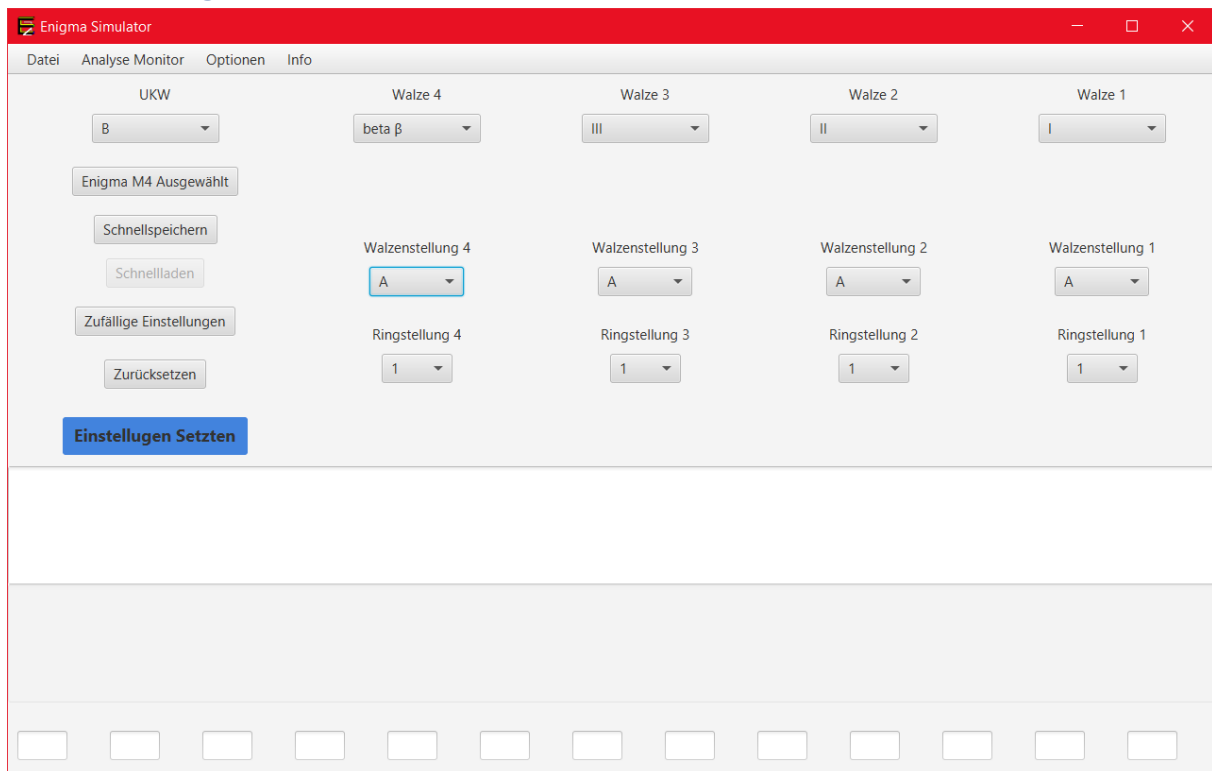 Enigma Simulator
Datei Analyse Monitor Optionen Info
UKW Walze 4 Walze 3 Walze 2 Walze 1
B beta β III II I
Enigma M4 Ausgewählt
Schnellspeichern
Walzenstellung 4 Walzenstellung 3 Walzenstellung 2 Walzenstellung 1
Schnellladen
A A A A
Zufällige Einstellungen
Ringstellung 4 Ringstellung 3 Ringstellung 2 Ringstellung 1
Zurücksetzen
1 1 1 1
Einstellugen Setzten